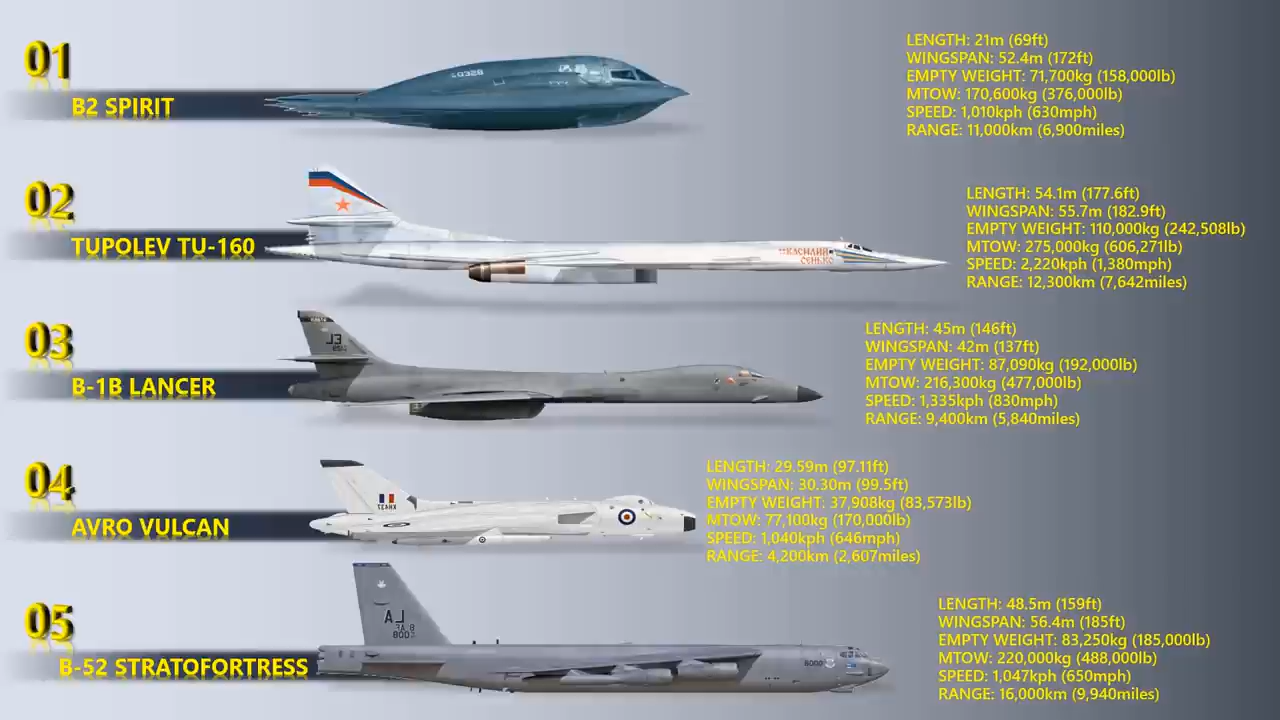 01
B2 SPIRIT
LENGTH: 21m (69ft)
WINGSPAN: 52.4m (172ft)
EMPTY WEIGHT: 71,700kg (158,000lb)
MTOW: 170,600kg (376,000lb)
SPEED: 1,010kph (630mph)
RANGE: 11,000km (6,900miles)
02
TUPOLEV TU-160
LENGTH: 54.1m (177.6ft)
WINGSPAN: 55.7m (182.9ft)
EMPTY WEIGHT: 110,000kg (242,508lb)
MTOW: 275,000kg (606,271lb)
SPEED: 2,220kph (1,380mph)
RANGE: 12,300km (7,642miles)
03
B-1B LANCER
LENGTH: 45m (146ft)
WINGSPAN: 42m (137ft)
EMPTY WEIGHT: 87,090kg (192,000lb)
MTOW: 216,300kg (477,000lb)
SPEED: 1,335kph (830mph)
RANGE: 9,400km (5,840miles)
04
AVRO VULCAN
LENGTH: 29.59m (97.11ft)
WINGSPAN: 30.30m (99.5ft)
EMPTY WEIGHT: 37,908kg (83,573lb)
MTOW: 77,100kg (170,000lb)
SPEED: 1,040kph (646mph)
RANGE: 4,200km (2,607miles)
05
B-52 STRATOFORTRESS
LENGTH: 48.5m (159ft)
WINGSPAN: 56.4m (185ft)
EMPTY WEIGHT: 83,250kg (185,000lb)
MTOW: 220,000kg (488,000lb)
SPEED: 1,047kph (650mph)
RANGE: 16,000km (9,940miles)